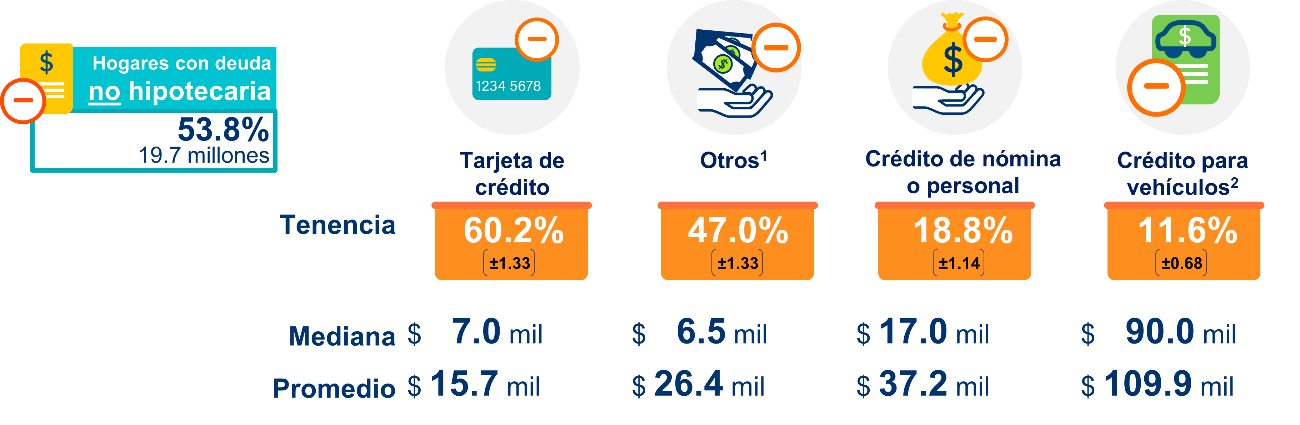 $
Hogares con deuda
no hipotecaria
53.8%
19.7 millones
1234 5678
$
$
$
Tarjeta de
crédito
Otros¹
Crédito de nómina
o personal
Crédito para
vehículos²
Tenencia
60.2%
±1.33
47.0%
±1.33
18.8%
±1.14
11.6%
±0.68
Mediana $ 7.0 mil $ 6.5 mil $ 17.0 mil $ 90.0 mil
Promedio $ 15.7 mil $ 26.4 mil $ 37.2 mil $ 109.9 mil